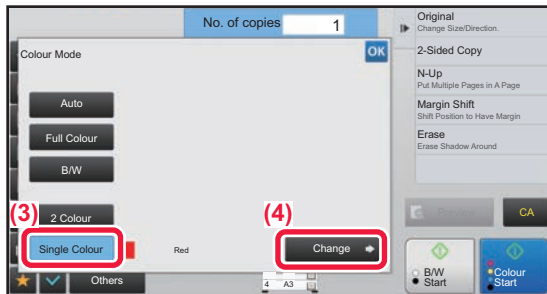 No. of copies 1
Original
Change Size/Direction.
2-Sided Copy
N-Up
Put Multiple Pages in A Page
Margin Shift
Shift Position to Have Margin
Erase
Erase Shadow Around
Colour Mode
OK
Auto
Full Colour
B/W
(3)
2 Colour
(4)
Single Colour
Red
Change
Preview
CA
Others
4 A3
B/W
Start
Colour
Start